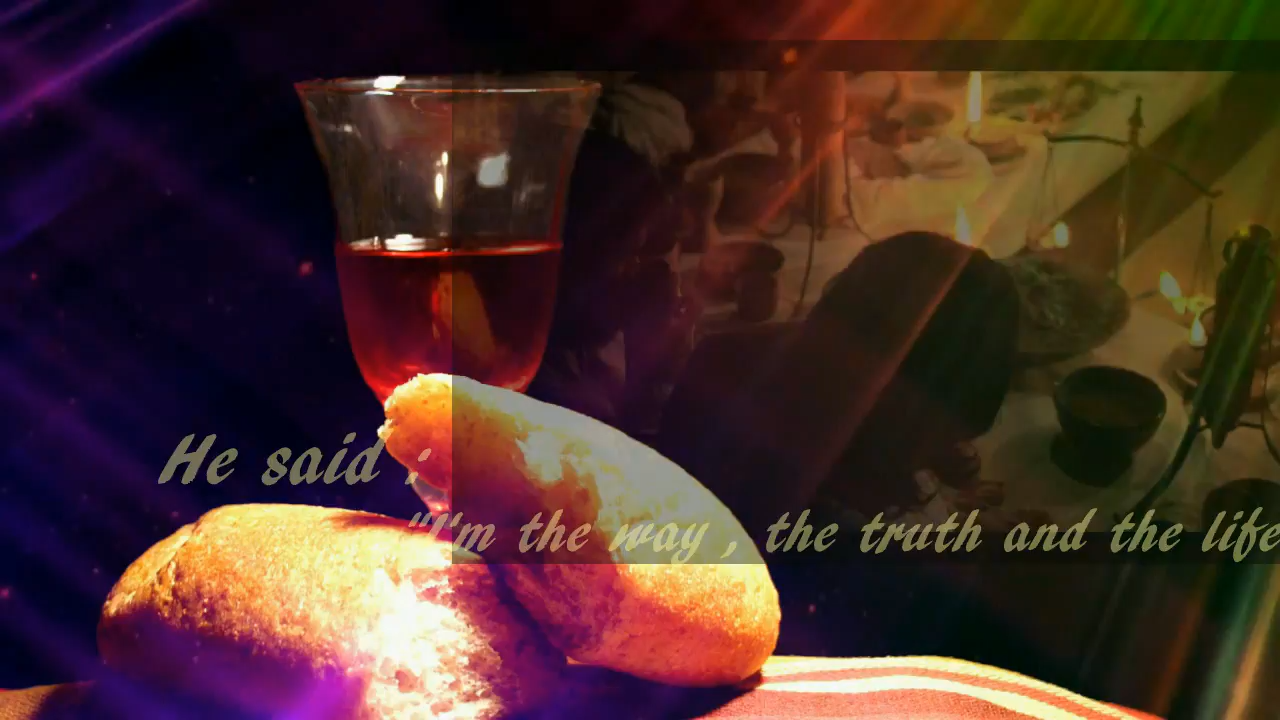 He said :
"I'm the way , the truth and the life